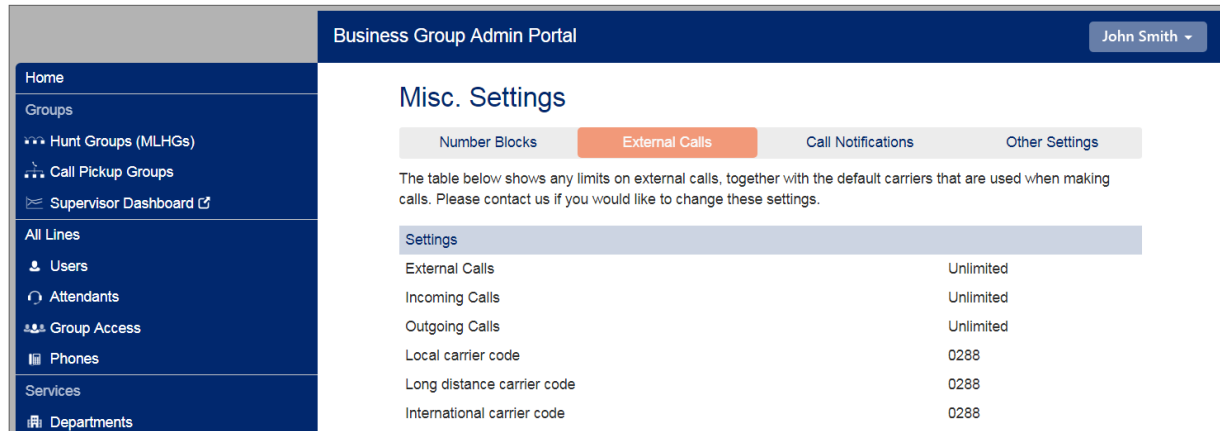 Business Group Admin Portal
John Smith
Home
Groups
Hunt Groups (MLHGs)
Call Pickup Groups
Supervisor Dashboard
All Lines
Users
Attendants
Group Access
Phones
Services
Departments
Misc. Settings
Number Blocks External Calls Call Notifications Other Settings
The table below shows any limits on external calls, together with the default carriers that are used when making
calls. Please contact us if you would like to change these settings.
Settings
External Calls Unlimited
Incoming Calls Unlimited
Outgoing Calls Unlimited
Local carrier code 0288
Long distance carrier code 0288
International carrier code 0288